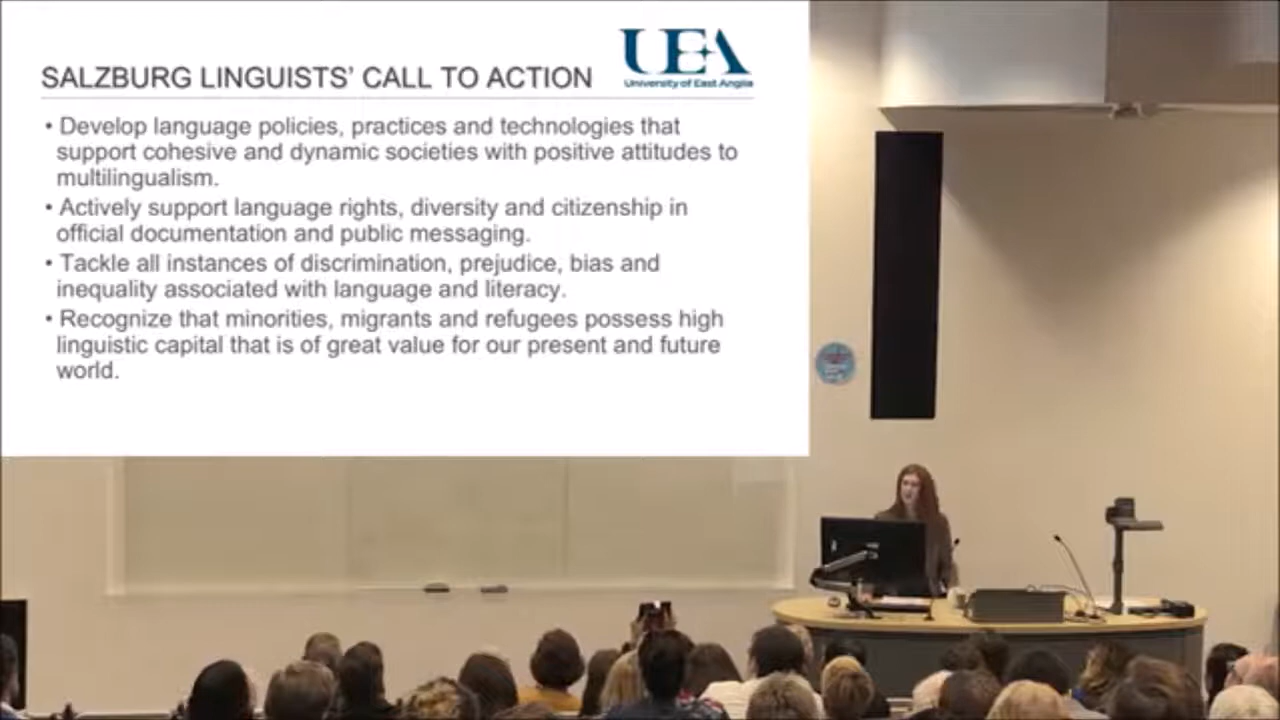 UEA
University of East Anglia
SALZBURG LINGUISTS’ CALL TO ACTION
• Develop language policies, practices and technologies that
support cohesive and dynamic societies with positive attitudes to
multilingualism.
• Actively support language rights, diversity and citizenship in
official documentation and public messaging.
• Tackle all instances of discrimination, prejudice, bias and
inequality associated with language and literacy.
• Recognize that minorities, migrants and refugees possess high
linguistic capital that is of great value for our present and future
world.